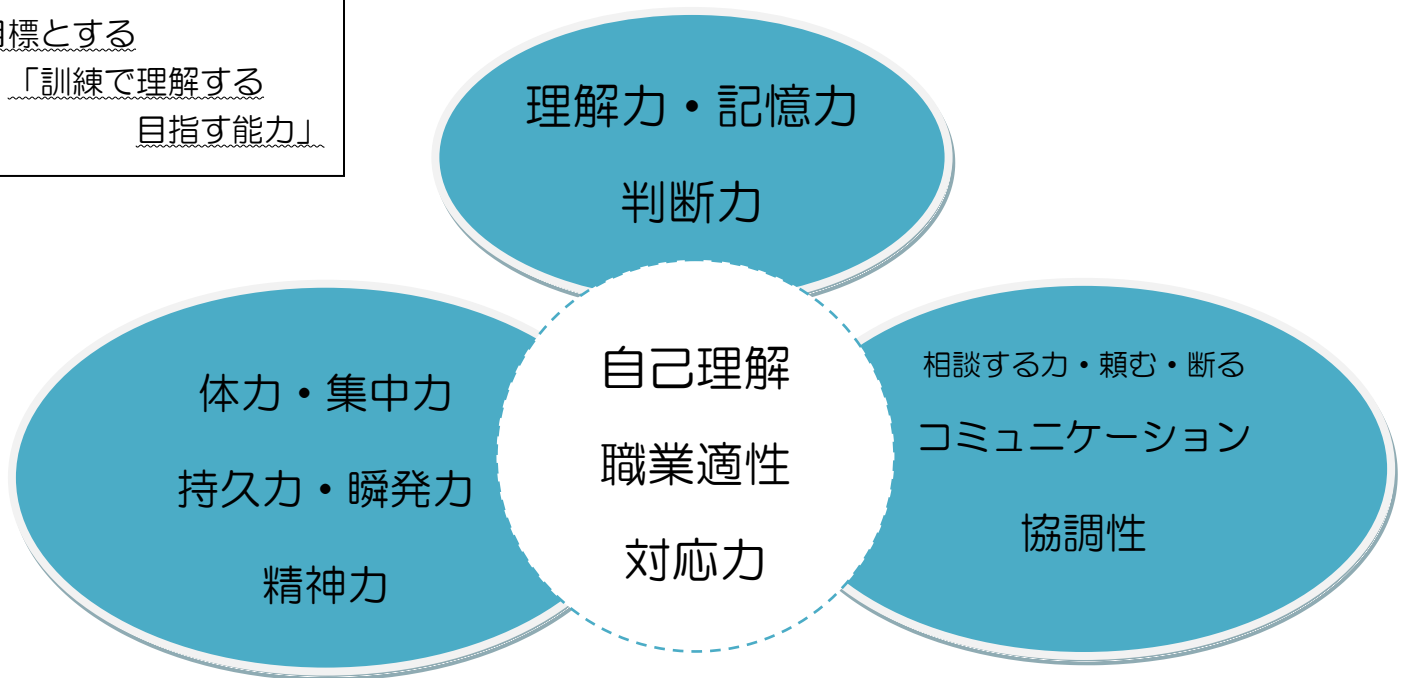 目標とする
「訓練で理解する
目指す能力」
理解力・記憶力
判断力
体力・集中力
持久力・瞬発力
精神力
自己理解
職業適性
対応力
相談する力・頼む・断る
コミュニケーション
協調性